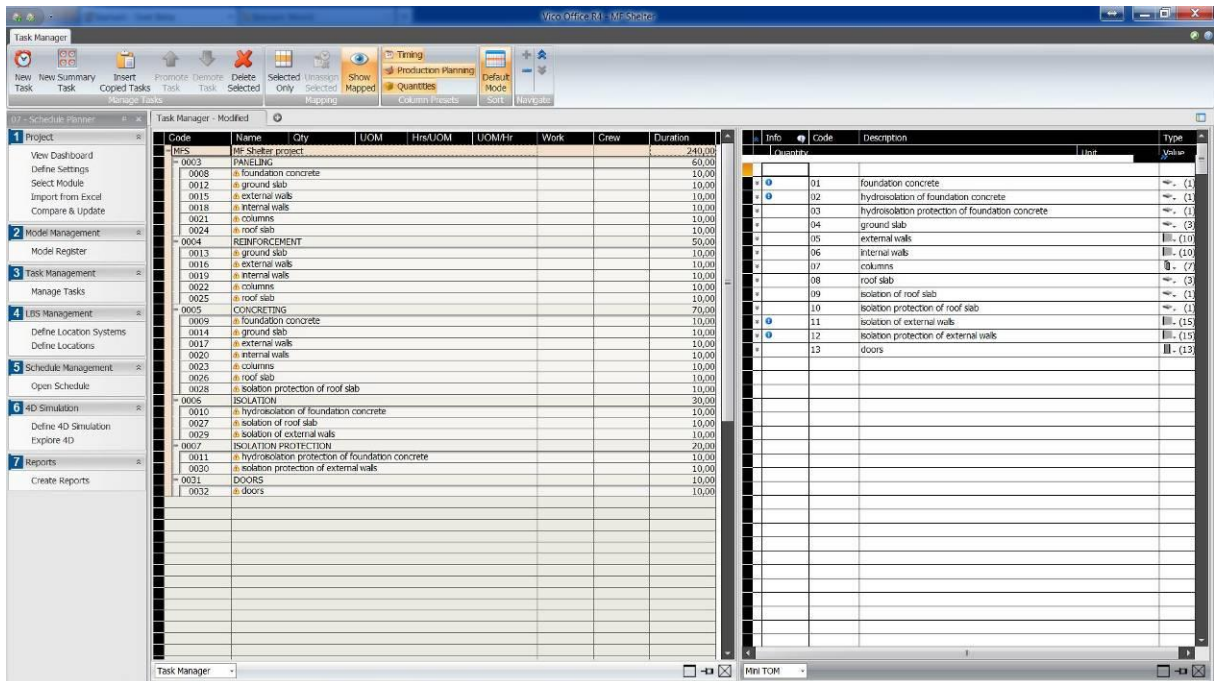 Vico Office R4 - MF Shelter
Task Manager
New Task
New Summary Task
Insert Copied Tasks
Promote Task
Demote Task
Delete Selected
Selected Only
Unassign Selected
Show Mapped
Timing
Production Planning
Quantities
Default Mode
Manage Tasks
Mapping
Column Presets
Sort
Navigate
07 - Schedule Planner
1 Project
View Dashboard
Define Settings
Select Module
Import from Excel
Compare & Update
2 Model Management
Model Register
3 Task Management
Manage Tasks
4 LBS Management
Define Location Systems
Define Locations
5 Schedule Management
Open Schedule
6 4D Simulation
Define 4D Simulation
Explore 4D
7 Reports
Create Reports
Task Manager - Modified
Code Name Qty UOM Hrs/UOM UOM/Hr Work Crew Duration
MFS MF Shelter project 240,00
0003 PANELING 60,00
0008 foundation concrete 10,00
0012 ground slab 10,00
0015 external walls 10,00
0018 internal walls 10,00
0021 columns 10,00
0024 roof slab 10,00
0004 REINFORCEMENT 50,00
0013 ground slab 10,00
0016 external walls 10,00
0019 internal walls 10,00
0022 columns 10,00
0025 roof slab 10,00
0005 CONCRETING 70,00
0009 foundation concrete 10,00
0014 ground slab 10,00
0017 external walls 10,00
0020 internal walls 10,00
0023 columns 10,00
0026 roof slab 10,00
0028 isolation protection of roof slab 10,00
0006 ISOLATION 30,00
0010 hydroisolation of foundation concrete 10,00
0027 isolation of roof slab 10,00
0029 isolation of external walls 10,00
0007 ISOLATION PROTECTION 20,00
0011 hydroisolation protection of foundation concrete 10,00
0030 isolation protection of external walls 10,00
0031 DOORS 10,00
0032 doors 10,00
Task Manager
Info Code Description Type
Quantity Unit Value
01 foundation concrete (1)
02 hydroisolation of foundation concrete (1)
03 hydroisolation protection of foundation concrete (1)
04 ground slab (3)
05 external walls (10)
06 internal walls (10)
07 columns (7)
08 roof slab (3)
09 isolation of roof slab (1)
10 isolation protection of roof slab (1)
11 isolation of external walls (15)
12 isolation protection of external walls (15)
13 doors (13)
Mini TOM